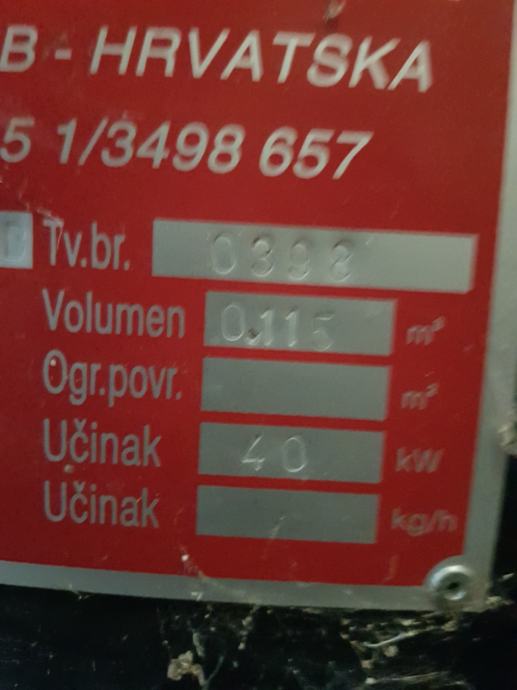 B - HRVATSKA
5 1/3498 657
Tv.br. 0398
Volumen 0.115 m³
Ogr.povr. m²
Učinak 40 kW
Učinak kg/h